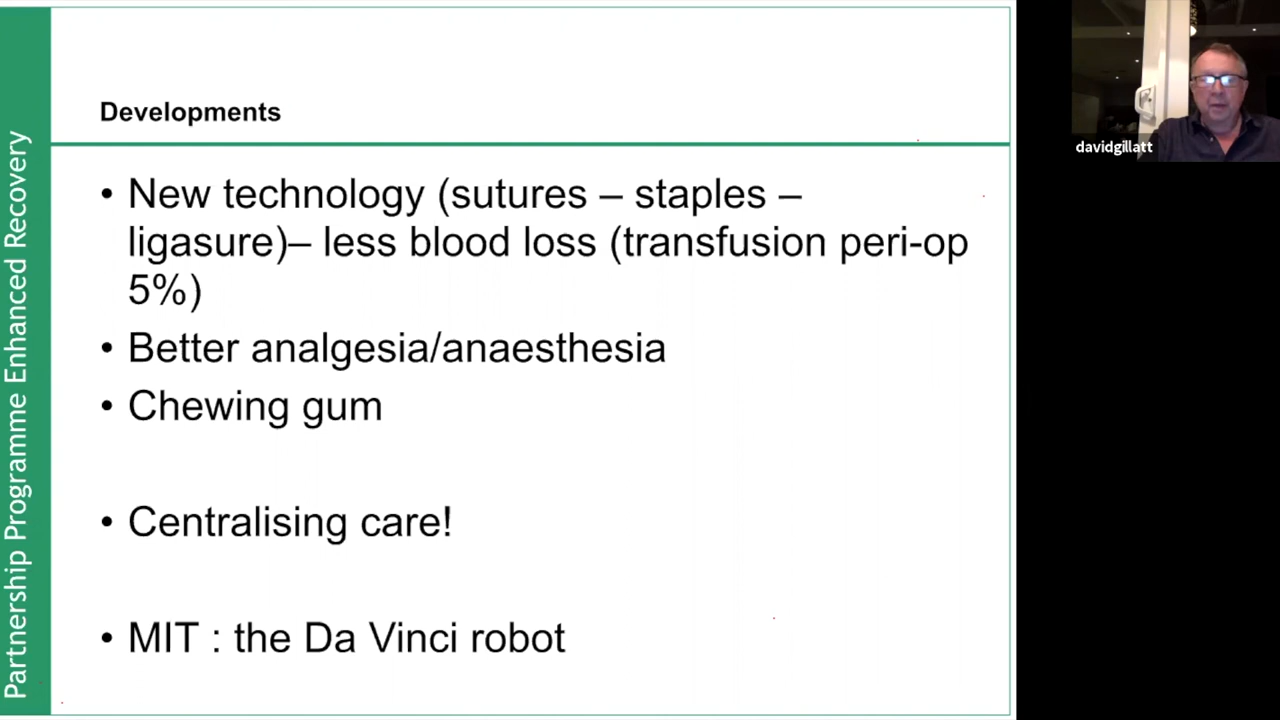 Partnership Programme Enhanced Recovery
Developments
• New technology (sutures – staples –
ligasure)– less blood loss (transfusion peri-op
5%)
• Better analgesia/anaesthesia
• Chewing gum
• Centralising care!
• MIT : the Da Vinci robot
davidgillatt